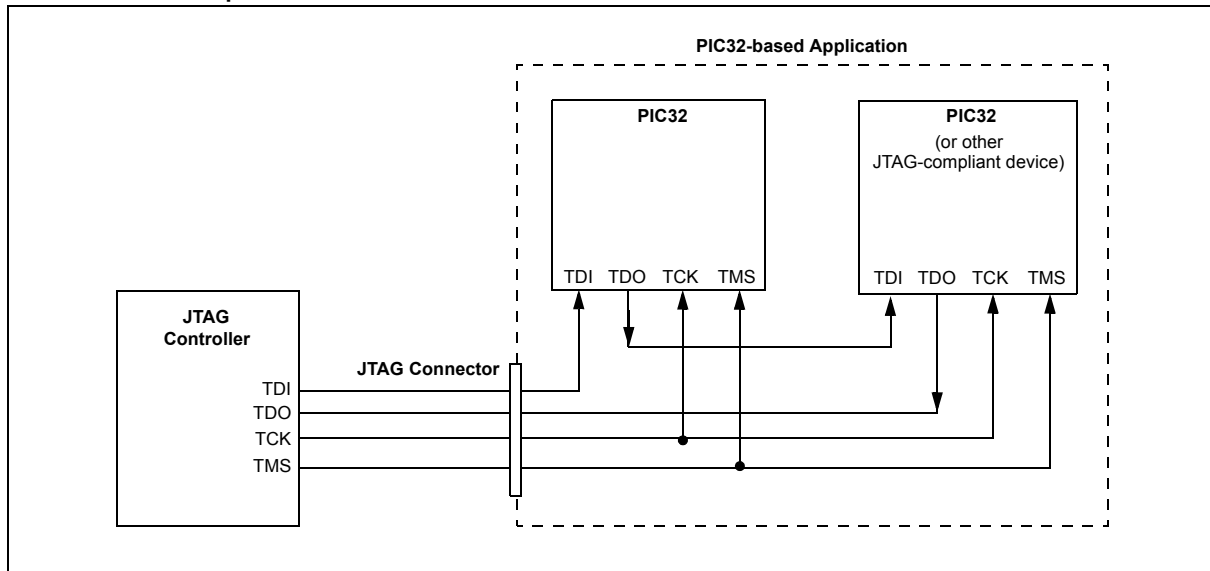 PIC32-based Application
PIC32
PIC32
(or other
JTAG-compliant device)
TDI TDO TCK TMS
TDI TDO TCK TMS
JTAG
Controller
JTAG Connector
TDI
TDO
TCK
TMS